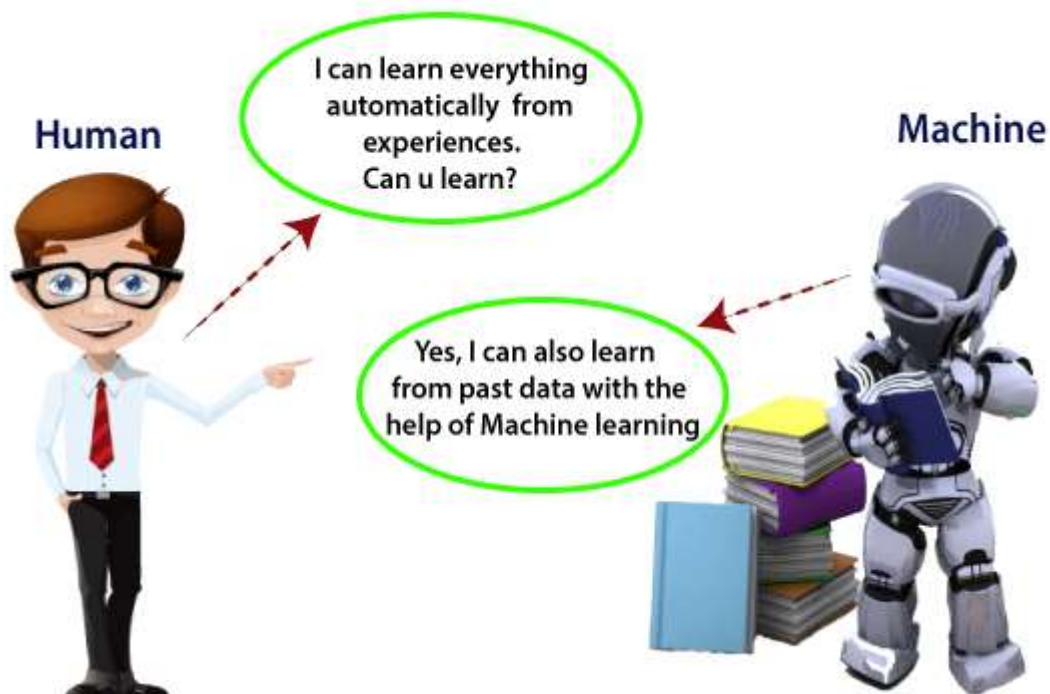 Human
I can learn everything
automatically from
experiences.
Can u learn?
Machine
Yes, I can also learn
from past data with the
help of Machine learning